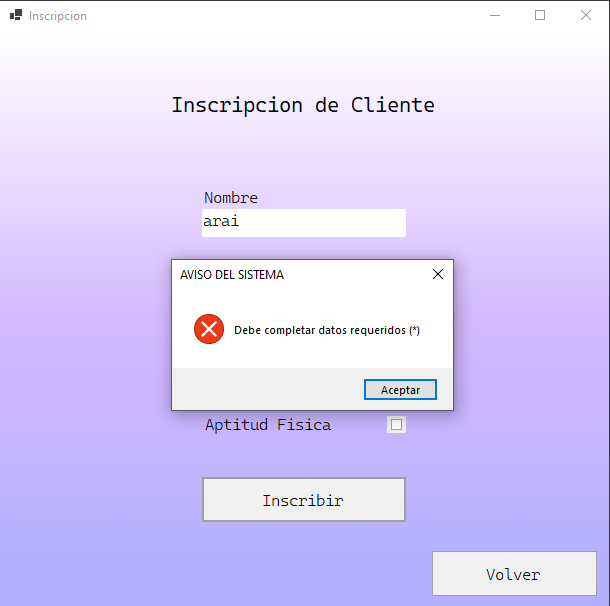 Inscripcion
Inscripcion de Cliente
Nombre
arai
AVISO DEL SISTEMA
Debe completar datos requeridos (*)
Aceptar
Aptitud Fisica
Inscribir
Volver